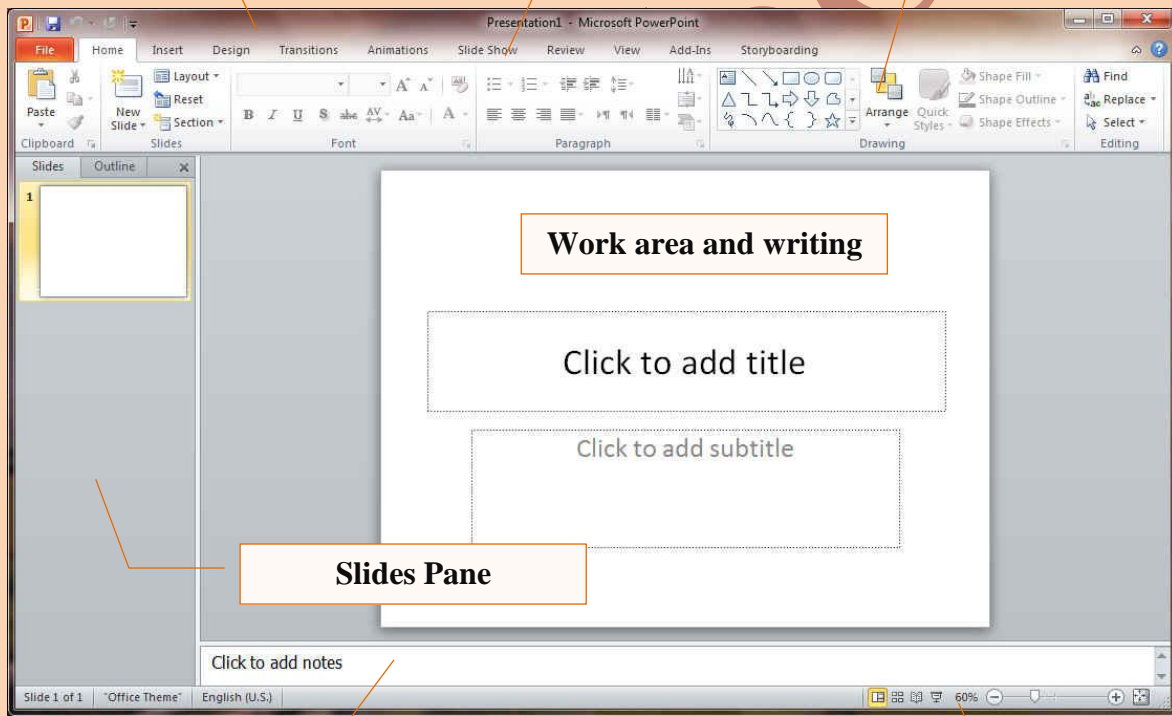 Presentation1 - Microsoft PowerPoint
File Home Insert Design Transitions Animations Slide Show Review View Add-Ins Storyboarding
Paste
New Slide
Layout
Reset
Section
B I U S abc AV Aa A
Arrange
Quick Styles
Shape Fill
Shape Outline
Shape Effects
Find
Replace
Select
Clipboard Slides Font Paragraph Drawing Editing
Slides Outline
1
Work area and writing
Click to add title
Click to add subtitle
Slides Pane
Click to add notes
Slide 1 of 1 "Office Theme" English (U.S.) 60%